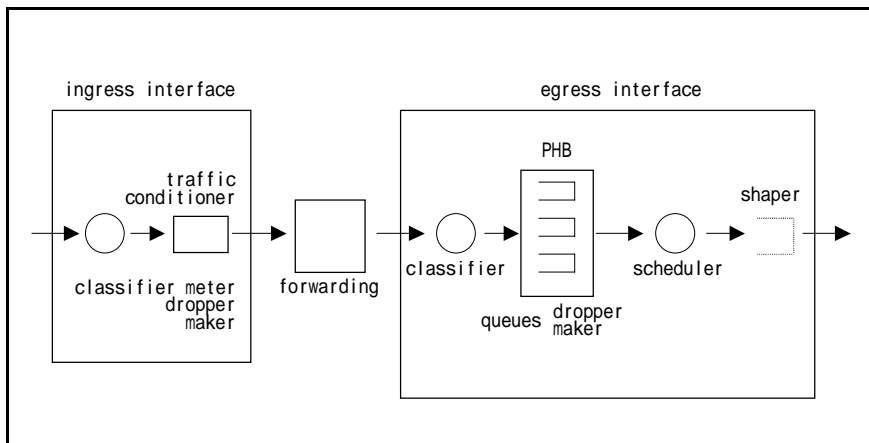 ingress interface
egress interface
traffic
conditioner
PHB
shaper
classifier meter
dropper
maker
forwarding
classifier
queues
dropper
maker
scheduler